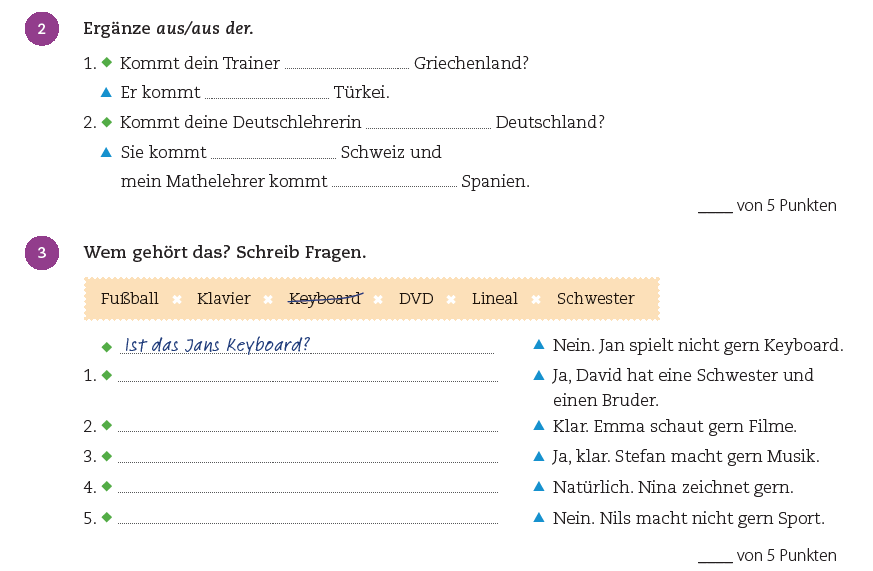 2 Ergänze aus/aus der.
1. Kommt dein Trainer Griechenland?
Er kommt Türkei.
2. Kommt deine Deutschlehrerin Deutschland?
Sie kommt Schweiz und
mein Mathelehrer kommt Spanien.
____ von 5 Punkten
3 Wem gehört das? Schreib Fragen.
Fußball Klavier Keyboard DVD Lineal Schwester
Ist das Jans Keyboard? Nein. Jan spielt nicht gern Keyboard.
1. Ja, David hat eine Schwester und
einen Bruder.
2. Klar. Emma schaut gern Filme.
3. Ja, klar. Stefan macht gern Musik.
4. Natürlich. Nina zeichnet gern.
5. Nein. Nils macht nicht gern Sport.
____ von 5 Punkten